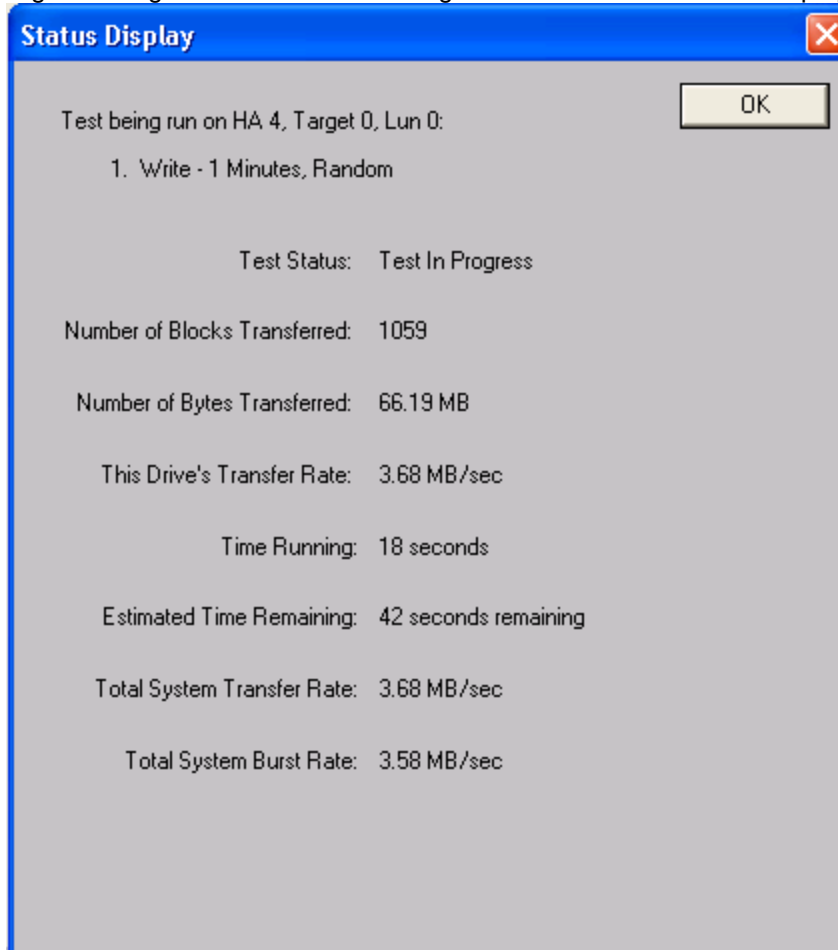 Status Display
OK
Test being run on HA 4, Target 0, Lun 0:
1. Write - 1 Minutes, Random
Test Status: Test In Progress
Number of Blocks Transferred: 1059
Number of Bytes Transferred: 66.19 MB
This Drive's Transfer Rate: 3.68 MB/sec
Time Running: 18 seconds
Estimated Time Remaining: 42 seconds remaining
Total System Transfer Rate: 3.68 MB/sec
Total System Burst Rate: 3.58 MB/sec